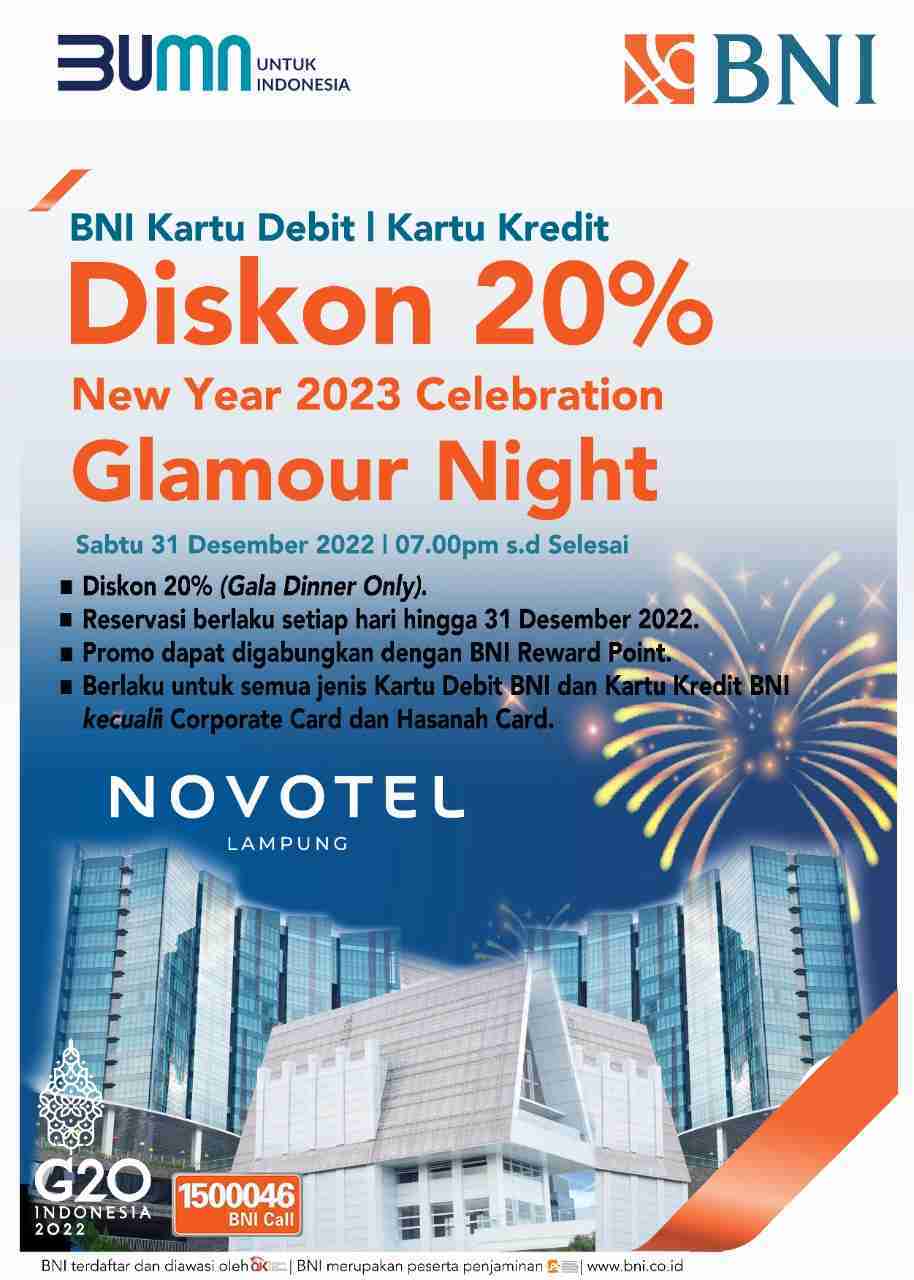 BUMN UNTUK
INDONESIA
BNI
BNI Kartu Debit | Kartu Kredit
Diskon 20%
New Year 2023 Celebration
Glamour Night
Sabtu 31 Desember 2022 | 07.00pm s.d Selesai
▪ Diskon 20% (Gala Dinner Only).
▪ Reservasi berlaku setiap hari hingga 31 Desember 2022.
▪ Promo dapat digabungkan dengan BNI Reward Point.
▪ Berlaku untuk semua jenis Kartu Debit BNI dan Kartu Kredit BNI
kecuali Corporate Card dan Hasanah Card.
NOVOTEL
LAMPUNG
G20
INDONESIA
2022
1500046
BNI Call
BNI terdaftar dan diawasi oleh | BNI merupakan peserta penjaminan | www.bni.co.id